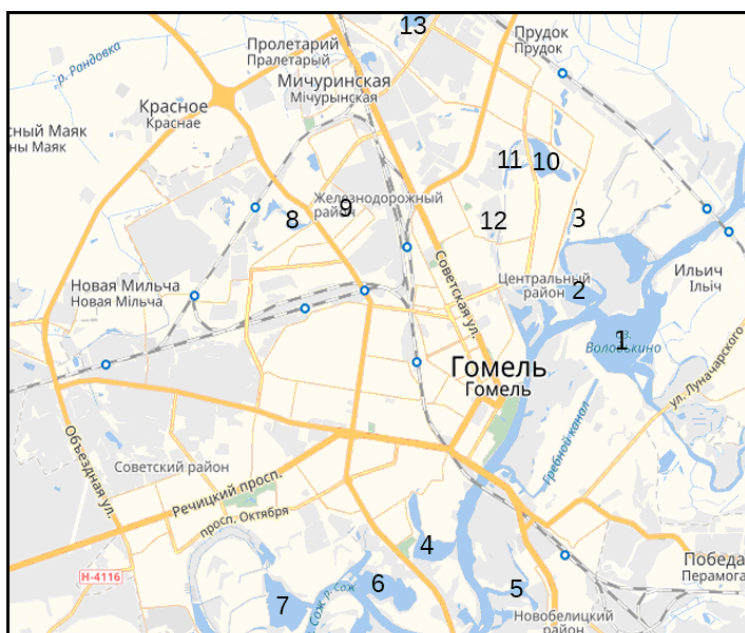 13
Прудок
Прудок
Пролетарий
Пралетарый
р. Рандовка
Мичуринская
Мічурынская
Красное
Краснае
сный Маяк
ны Маяк
11
10
Железнодорожный
район
9
8
12
3
Советская ул.
Новая Мильча
Новая Мільча
Центральный
район
2
Ильич
Ільіч
1
Володькино
Гомель
Гомель
ул. Луначарского
Гребной канал
Объездная ул.
Советский район
Речицкий просп.
просп. Октября
4
Н-4116
Победа
Перамога
6
5
7
р. Сож
р. Сож
Новобелицкий
район